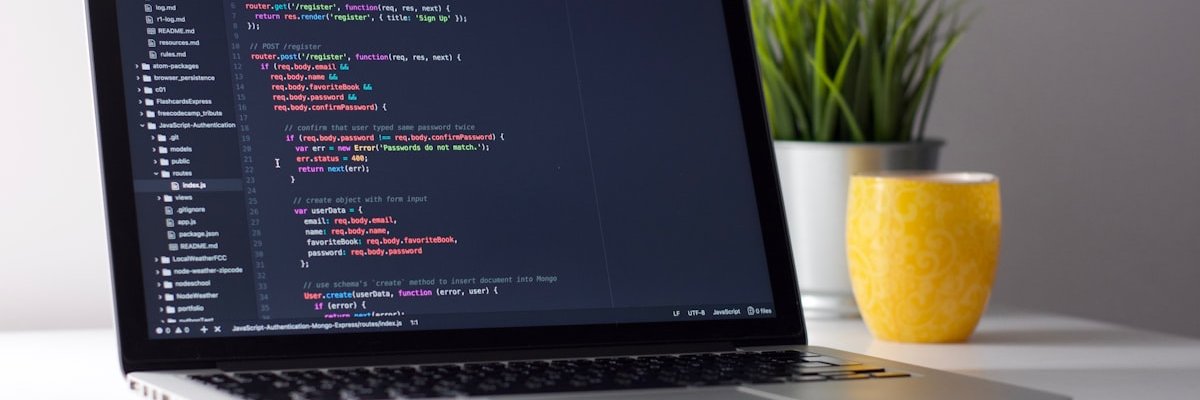 log.md
r1-log.md
README.md
resources.md
rules.md
atom-packages
browser_persistence
c01
FlashcardsExpress
freecodecamp_tribute
JavaScript-Authentication
.git
models
public
routes
index.js
views
.gitignore
app.js
package.json
README.md
LocalWeatherFCC
node-weather-zipcode
nodeschool
NodeWeather
portfolio
6 router.get('/register', function(req, res, next) {
7 return res.render('register', { title: 'Sign Up' });
8 });
9
10 // POST /register
11 router.post('/register', function(req, res, next) {
12 if (req.body.email &&
13 req.body.name &&
14 req.body.favoriteBook &&
15 req.body.password &&
16 req.body.confirmPassword) {
17
18 // confirm that user typed same password twice
19 if (req.body.password !== req.body.confirmPassword) {
20 var err = new Error('Passwords do not match.');
21 err.status = 400;
22 return next(err);
23 }
24
25 // create object with form input
26 var userData = {
27 email: req.body.email,
28 name: req.body.name,
29 favoriteBook: req.body.favoriteBook,
30 password: req.body.password
31 };
32
33 // use schema's `create` method to insert document into Mongo
34 User.create(userData, function (error, user) {
35 if (error) {
return next(error);
0 0 JavaScript-Authentication-Mongo-Express/routes/index.js 1:1
LF UTF-8 JavaScript 0 files